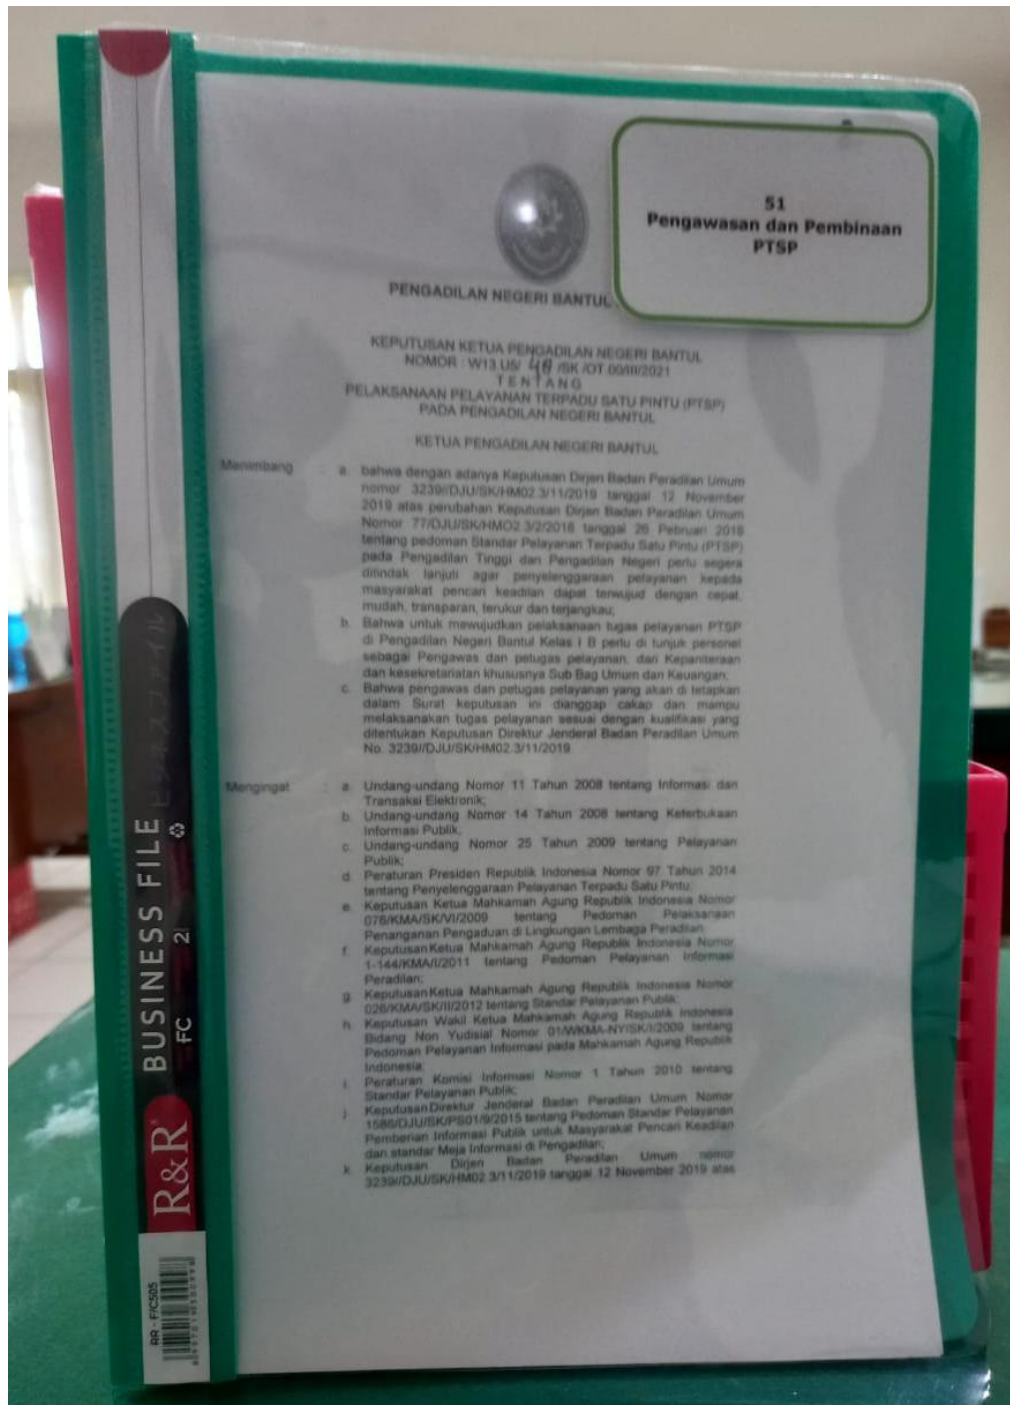 51
Pengawasan dan Pembinaan
PTSP
PENGADILAN NEGERI BANTUL
KEPUTUSAN KETUA PENGADILAN NEGERI BANTUL
NOMOR : W13.U5/ 48 /SK /OT.00/III/2021
T E N T A N G
PELAKSANAAN PELAYANAN TERPADU SATU PINTU (PTSP)
PADA PENGADILAN NEGERI BANTUL
KETUA PENGADILAN NEGERI BANTUL
Menimbang : a. bahwa dengan adanya Keputusan Dirjen Badan Peradilan Umum
nomor 3239//DJU/SK/HM02.3/11/2019 tanggal 12 November
2019 atas perubahan Keputusan Dirjen Badan Peradilan Umum
Nomor 77/DJU/SK/HMO2.3/2/2018 tanggal 26 Pebruari 2018
tentang pedoman Standar Pelayanan Terpadu Satu Pintu (PTSP)
pada Pengadilan Tinggi dan Pengadilan Negeri perlu segera
ditindak lanjuti agar penyelenggaraan pelayanan kepada
masyarakat pencari keadilan dapat terwujud dengan cepat,
mudah, transparan, terukur dan terjangkau;
b. Bahwa untuk mewujudkan pelaksanaan tugas pelayanan PTSP
di Pengadilan Negeri Bantul Kelas I B perlu di tunjuk personel
sebagai Pengawas dan petugas pelayanan, dari Kepaniteraan
dan kesekretariatan khususnya Sub Bag Umum dan Keuangan;
c. Bahwa pengawas dan petugas pelayanan yang akan di tetapkan
dalam Surat keputusan ini dianggap cakap dan mampu
melaksanakan tugas pelayanan sesuai dengan kualifikasi yang
ditentukan Keputusan Direktur Jenderal Badan Peradilan Umum
No. 3239//DJU/SK/HM02.3/11/2019
Mengingat : a. Undang-undang Nomor 11 Tahun 2008 tentang Informasi dan
Transaksi Elektronik;
b. Undang-undang Nomor 14 Tahun 2008 tentang Keterbukaan
Informasi Publik;
c. Undang-undang Nomor 25 Tahun 2009 tentang Pelayanan
Publik;
d. Peraturan Presiden Republik Indonesia Nomor 97 Tahun 2014
tentang Penyelenggaraan Pelayanan Terpadu Satu Pintu;
e. Keputusan Ketua Mahkamah Agung Republik Indonesia Nomor
076/KMA/SK/VI/2009 tentang Pedoman Pelaksanaan
Penanganan Pengaduan di Lingkungan Lembaga Peradilan
f. Keputusan Ketua Mahkamah Agung Republik Indonesia Nomor
1-144/KMA/I/2011 tentang Pedoman Pelayanan Informasi
Peradilan;
g. Keputusan Ketua Mahkamah Agung Republik Indonesia Nomor
026/KMA/SK/II/2012 tentang Standar Pelayanan Publik;
h. Keputusan Wakil Ketua Mahkamah Agung Republik Indonesia
Bidang Non Yudisial Nomor 01/WKMA-NY/SK/I/2009 tentang
Pedoman Pelayanan Informasi pada Mahkamah Agung Republik
Indonesia;
i. Peraturan Komisi Informasi Nomor 1 Tahun 2010 tentang
Standar Pelayanan Publik;
j. Keputusan Direktur Jenderal Badan Peradilan Umum Nomor
1586/DJU/SK/PS01/9/2015 tentang Pedoman Standar Pelayanan
Pemberian Informasi Publik untuk Masyarakat Pencari Keadilan
dan standar Meja Informasi di Pengadilan;
k. Keputusan Dirjen Badan Peradilan Umum nomor
3239//DJU/SK/HM02.3/11/2019 tanggal 12 November 2019 atas
ビジネスファイル
BUSINESS FILE
FC
R&R
RR - F/C505